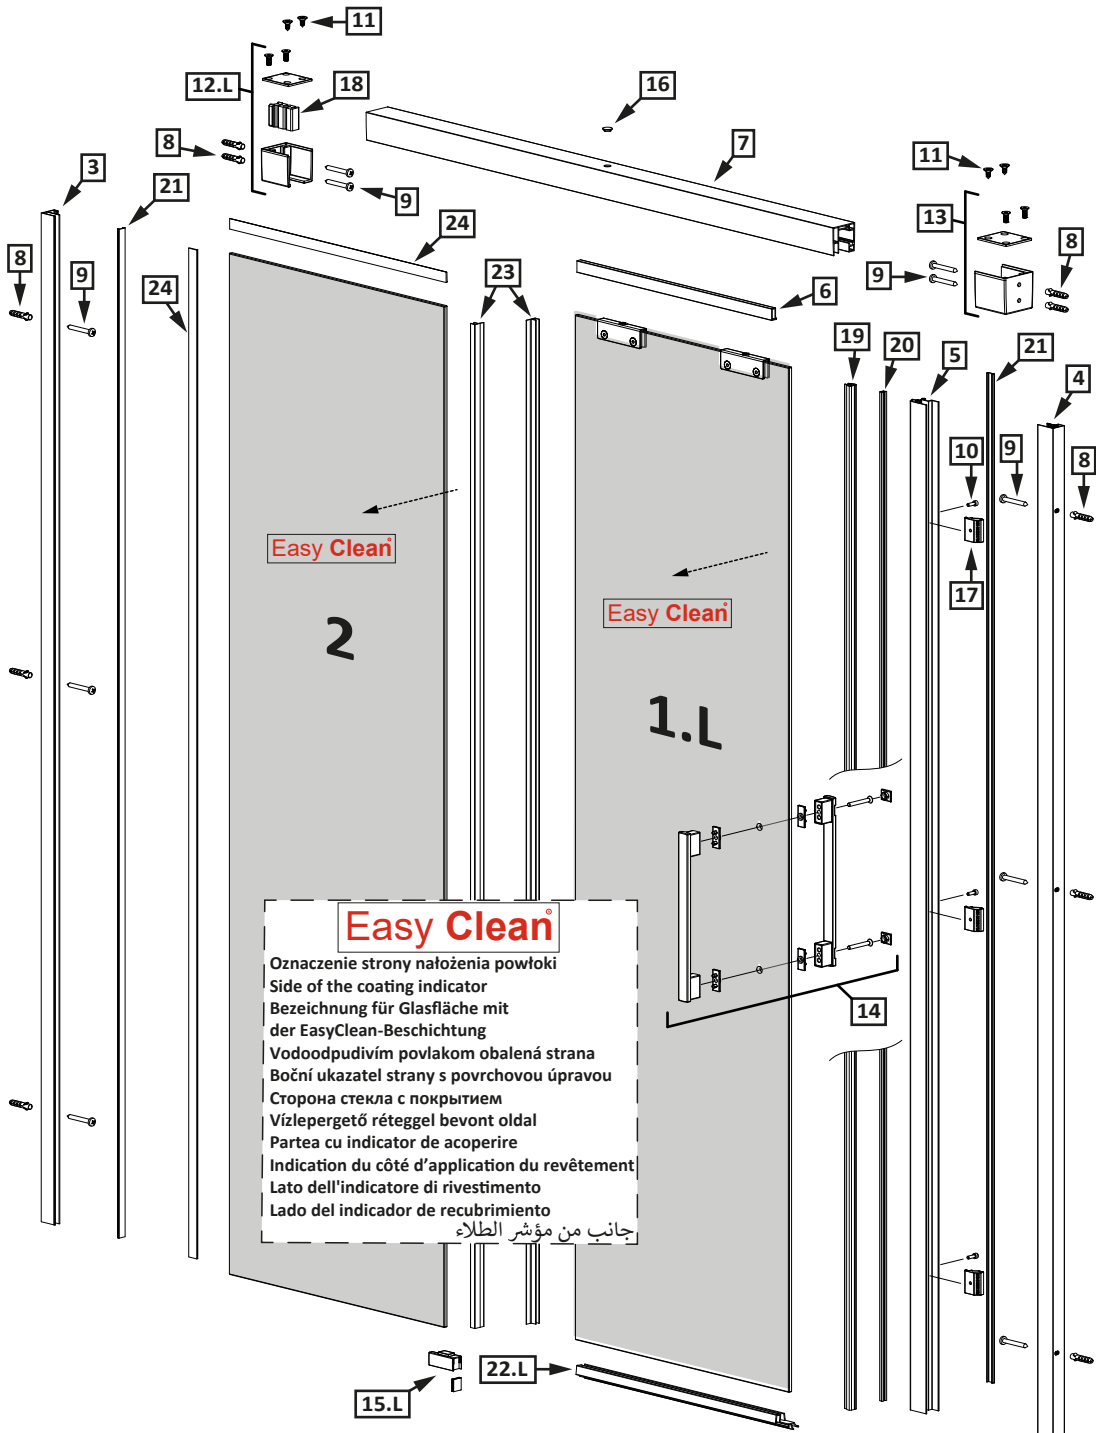 11
12.L
18
16
8
7
11
3
21
13
9
24
8
8
9
23
9
24
6
19
20
5
21
4
10
9
8
Easy Clean
17
Easy Clean
2
1.L
Easy Clean®
Oznaczenie strony nałożenia powłoki
Side of the coating indicator
Bezeichnung für Glasfläche mit
der EasyClean-Beschichtung
Vodoodpudivím povlakom obalená strana
Boční ukazatel strany s povrchovou úpravou
Сторона стекла с покрытием
Vízlepergető réteggel bevont oldal
Partea cu indicator de acoperire
Indication du côté d’application du revêtement
Lato dell'indicatore di rivestimento
Lado del indicador de recubrimiento
جانب من مؤشر الطلاء
14
22.L
15.L